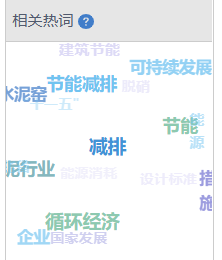 相关热词 ?
建筑节能
可持续发展
节能减排 脱硝
水泥窑
十一五”
能源
节能
减排
泥行业
能源消耗
设计标准
措施
循环经济
企业 国家发展